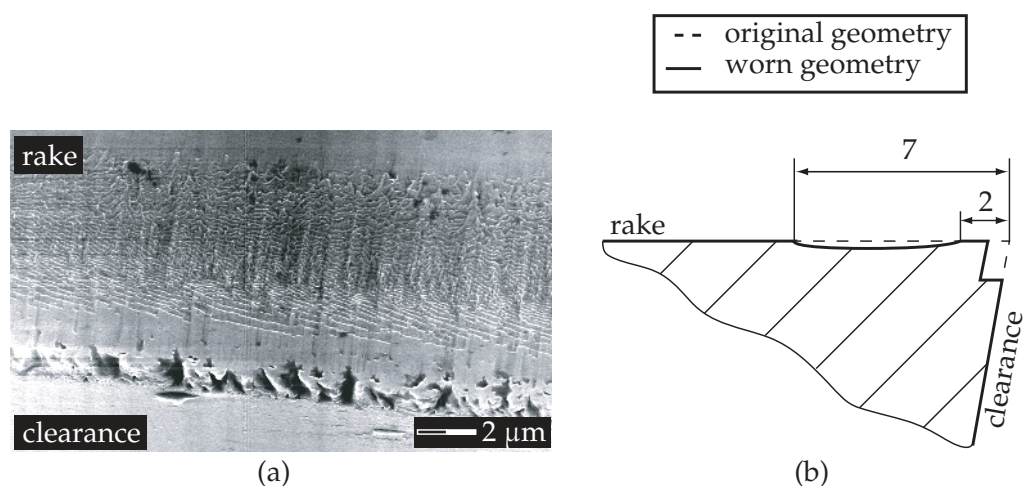 original geometry
worn geometry
rake
clearance
2 µm
(a)
7
2
rake
clearance
(b)